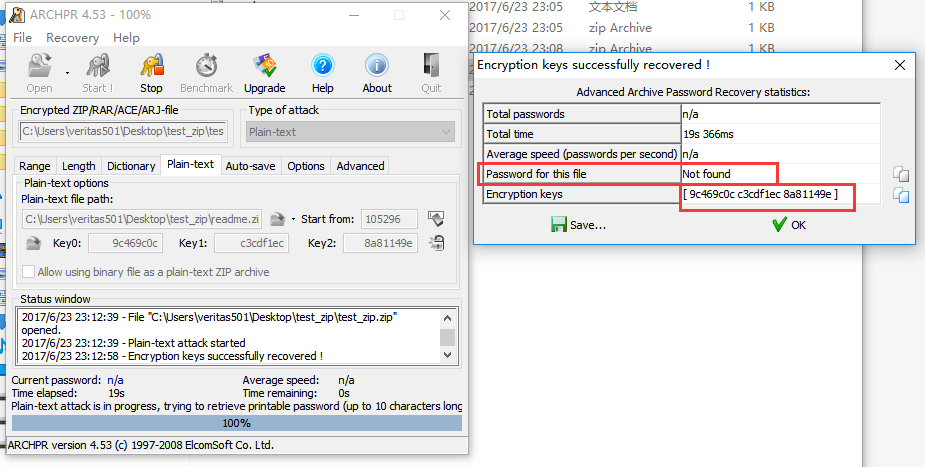 ARCHPR 4.53 - 100%
File Recovery Help
Open Start ! Stop Benchmark Upgrade Help About Quit
Encrypted ZIP/RAR/ACE/ARJ-file
C:\Users\veritas501\Desktop\test_zip\tes
Type of attack
Plain-text
Range Length Dictionary Plain-text Auto-save Options Advanced
Plain-text options
Plain-text file path:
C:\Users\veritas501\Desktop\test_zip\readme.zi
Start from: 105296
Key0: 9c469c0c Key1: c3cdf1ec Key2: 8a81149e
Allow using binary file as a plain-text ZIP archive
Status window
2017/6/23 23:12:39 - File "C:\Users\veritas501\Desktop\test_zip\test_zip.zip"
opened.
2017/6/23 23:12:39 - Plain-text attack started
2017/6/23 23:12:58 - Encryption keys successfully recovered !
Current password: n/a Average speed: n/a
Time elapsed: 19s Time remaining: 0s
Plain-text attack is in progress, trying to retrieve printable password (up to 10 characters long
100%
ARCHPR version 4.53 (c) 1997-2008 ElcomSoft Co. Ltd.
2017/6/23 23:05 文本文档 1 KB
2017/6/23 23:05 zip Archive 1 KB
2017/6/23 23:08 zip Archive 1 KB
Encryption keys successfully recovered !
Advanced Archive Password Recovery statistics:
Total passwords n/a
Total time 19s 366ms
Average speed (passwords per second) n/a
Password for this file Not found
Encryption keys [ 9c469c0c c3cdf1ec 8a81149e ]
Save... OK